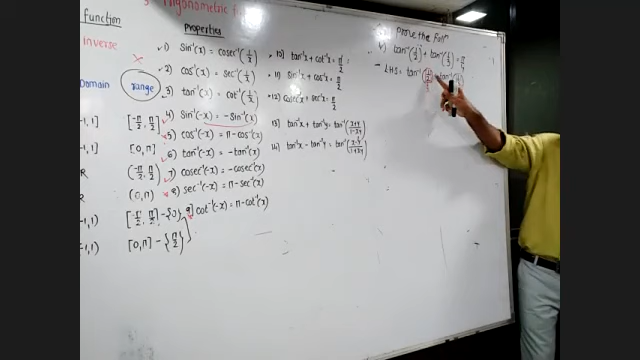 Trigonometric
function
Inverse
Domain
range
[-π/2, π/2]
[0, π]
(-π/2, π/2)
(0, π)
[-π/2, π/2] - {0}
[0, π] - {π/2}
properties
1) sin⁻¹(x) = cosec⁻¹(1/x)
2) cos⁻¹(x) = sec⁻¹(1/x)
3) tan⁻¹(x) = cot⁻¹(1/x)
4) sin⁻¹(-x) = -sin⁻¹(x)
5) cos⁻¹(-x) = π - cos⁻¹(x)
6) tan⁻¹(-x) = -tan⁻¹(x)
7) cosec⁻¹(-x) = -cosec⁻¹(x)
8) sec⁻¹(-x) = π - sec⁻¹(x)
9) cot⁻¹(-x) = π - cot⁻¹(x)
10) tan⁻¹x + cot⁻¹x = π/2
11) sin⁻¹x + cos⁻¹x = π/2
12) cosec⁻¹x + sec⁻¹x = π/2
13) tan⁻¹x + tan⁻¹y = tan⁻¹(x+y/1-xy)
14) tan⁻¹x - tan⁻¹y = tan⁻¹(x-y/1+xy)
Prove the
tan⁻¹(1/2) + tan⁻¹(1/3) = π/4
LHS = tan⁻¹